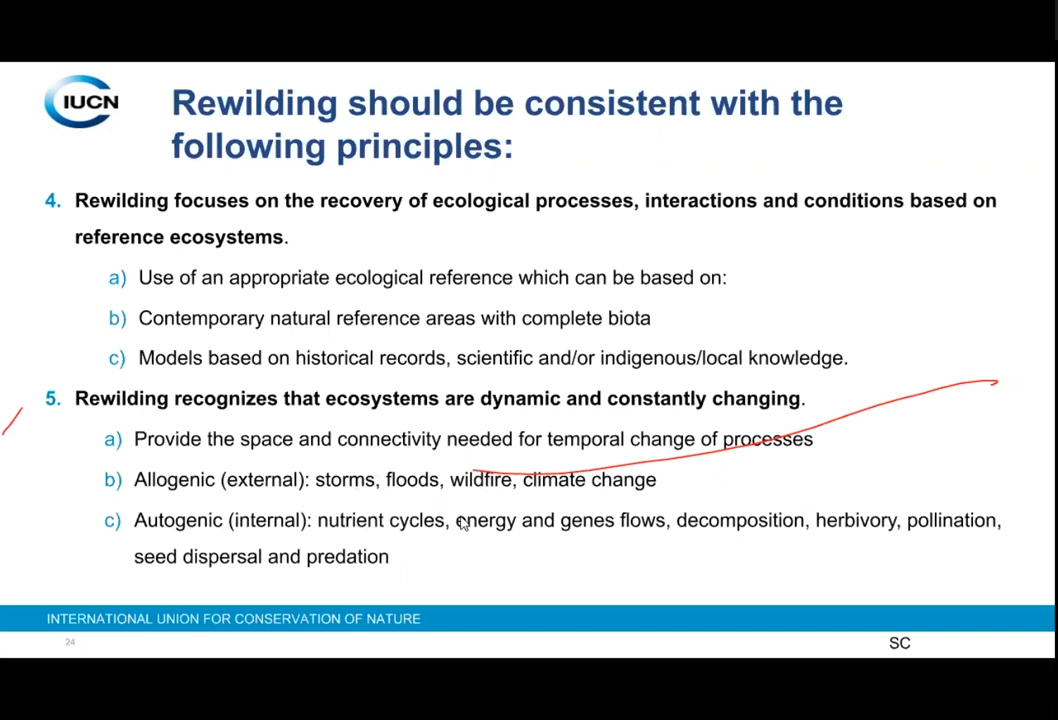 IUCN
Rewilding should be consistent with the
following principles:
4. Rewilding focuses on the recovery of ecological processes, interactions and conditions based on
reference ecosystems.
a) Use of an appropriate ecological reference which can be based on:
b) Contemporary natural reference areas with complete biota
c) Models based on historical records, scientific and/or indigenous/local knowledge.
5. Rewilding recognizes that ecosystems are dynamic and constantly changing.
a) Provide the space and connectivity needed for temporal change of processes
b) Allogenic (external): storms, floods, wildfire, climate change
c) Autogenic (internal): nutrient cycles, energy and genes flows, decomposition, herbivory, pollination,
seed dispersal and predation
INTERNATIONAL UNION FOR CONSERVATION OF NATURE
24
SC